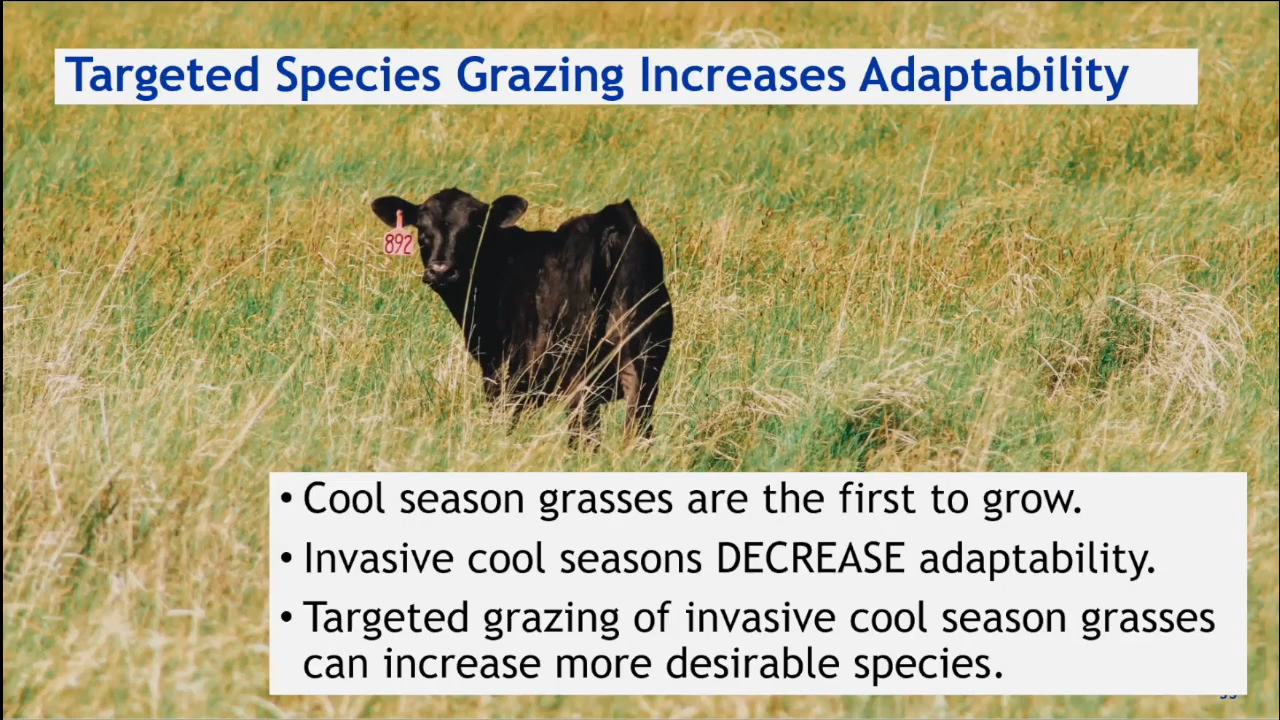 Targeted Species Grazing Increases Adaptability
892
• Cool season grasses are the first to grow.
• Invasive cool seasons DECREASE adaptability.
• Targeted grazing of invasive cool season grasses
can increase more desirable species.